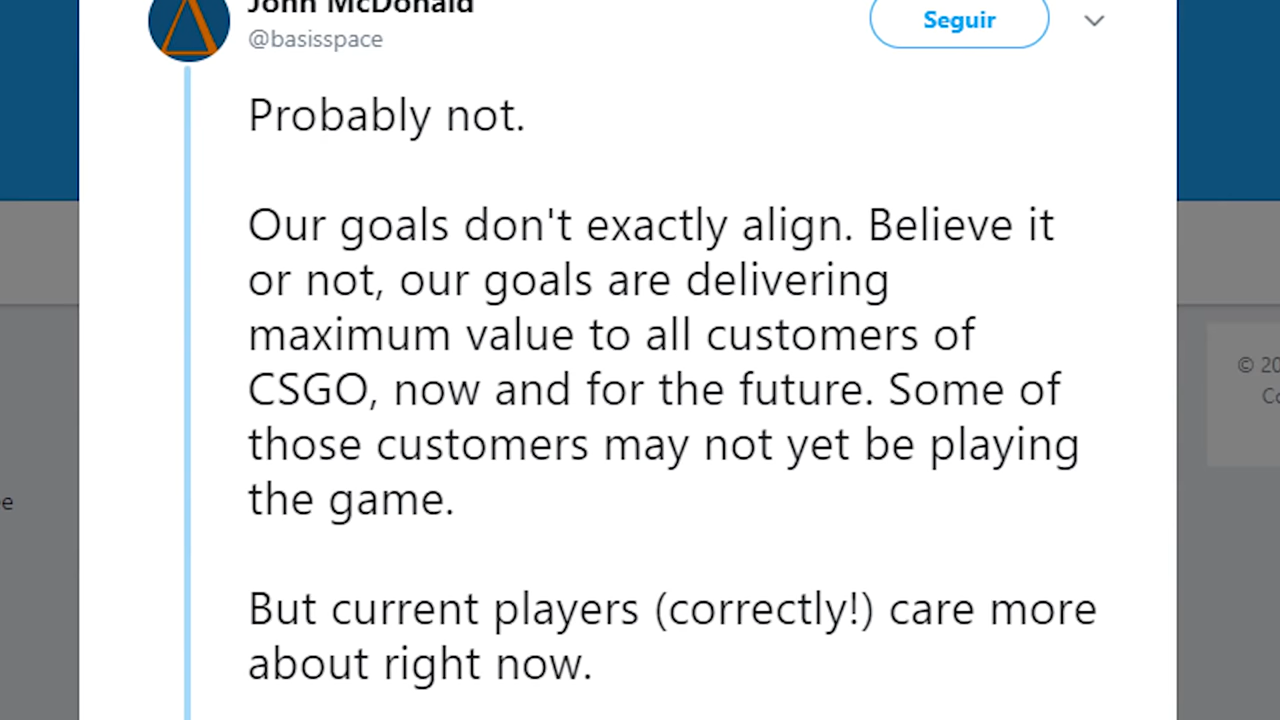 John McDonald
@basisspace
Seguir
Probably not.
Our goals don't exactly align. Believe it
or not, our goals are delivering
maximum value to all customers of
CSGO, now and for the future. Some of
those customers may not yet be playing
the game.
But current players (correctly!) care more
about right now.
© 20